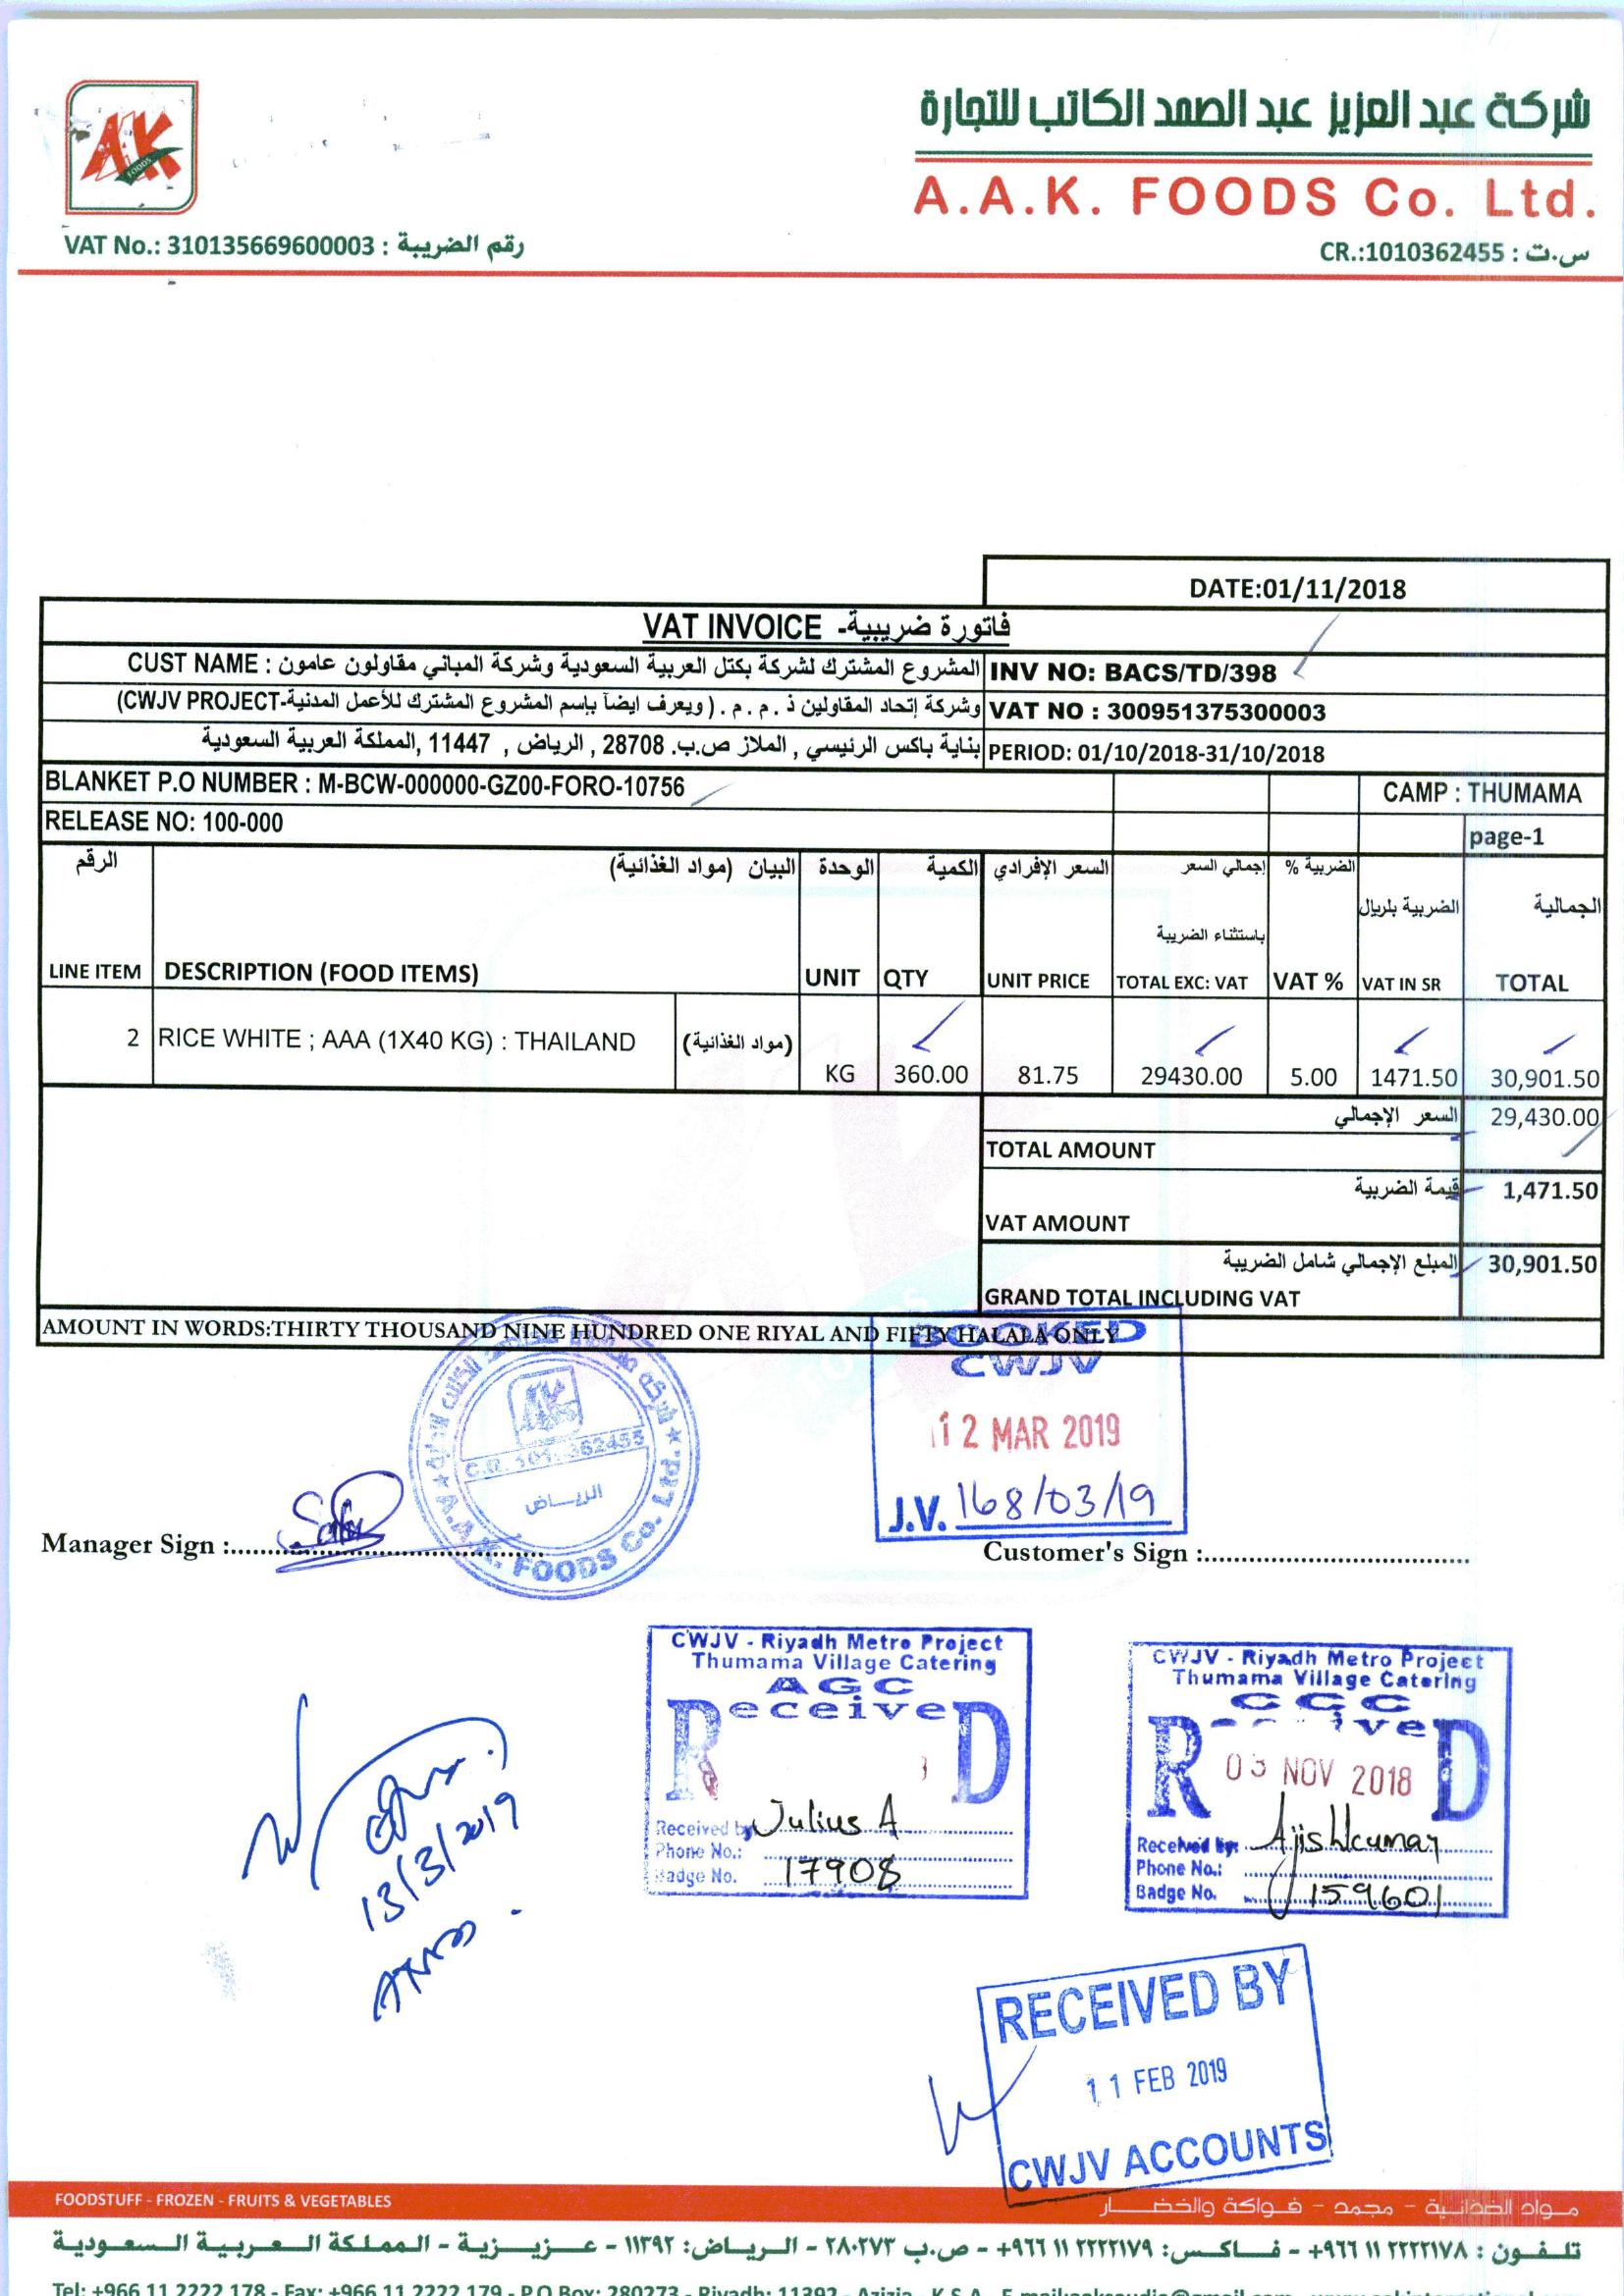 AAK
FOODS
شركة عبد العزيز عبد الصمد الكاتب للتجارة
A.A.K. FOODS Co. Ltd.
VAT No.: 310135669600003 : رقم الضريبة
CR.:1010362455 : س.ت
DATE:01/11/2018
VAT INVOICE -فاتورة ضريبية
CUST NAME : المشروع المشترك لشركة بكتل العربية السعودية وشركة المباني مقاولون عامون
INV NO: BACS/TD/398
وشركة إتحاد المقاولين ذ . م . م . ( ويعرف ايضآ بإسم المشروع المشترك للأعمل المدنية-CWJV PROJECT)
VAT NO : 300951375300003
بناية باكس الرئيسي , الملاز ص.ب. 28708 , الرياض , 11447 ,المملكة العربية السعودية
PERIOD: 01/10/2018-31/10/2018
BLANKET P.O NUMBER : M-BCW-000000-GZ00-FORO-10756
CAMP : THUMAMA
RELEASE NO: 100-000
page-1
الرقم البيان (مواد الغذائية) الوحدة الكمية السعر الإفرادي إجمالي السعر باستثناء الضريبة الضريبة % الضريبة بلريال الجمالية
LINE ITEM DESCRIPTION (FOOD ITEMS) UNIT QTY UNIT PRICE TOTAL EXC: VAT VAT % VAT IN SR TOTAL
2 RICE WHITE ; AAA (1X40 KG) : THAILAND (مواد الغذائية) KG 360.00 81.75 29430.00 5.00 1471.50 30,901.50
السعر الإجمالي 29,430.00
TOTAL AMOUNT
قيمة الضريبة 1,471.50
VAT AMOUNT
المبلغ الإجمالي شامل الضريبة 30,901.50
GRAND TOTAL INCLUDING VAT
AMOUNT IN WORDS:THIRTY THOUSAND NINE HUNDRED ONE RIYAL AND FIFTY HALALA ONLY
BOOKED
CWJV
12 MAR 2019
J.V. 168/03/19
الرياض
A.A.K. FOODS Co. Ltd.
Manager Sign :
Customer's Sign :
CWJV - Riyadh Metro Project
Thumama Village Catering
AGC
ReceiveD
Received by: Julius A
Phone No.:
Badge No. 17908
CWJV - Riyadh Metro Project
Thumama Village Catering
CCC
ReceiveD
03 NOV 2018
Received by: Ajishkumar
Phone No.:
Badge No. 159601
13/3/2019
RECEIVED BY
11 FEB 2019
CWJV ACCOUNTS
FOODSTUFF - FROZEN - FRUITS & VEGETABLES
مواد الغذائية - مجمد - فواكة والخضار
تلفون : ٢٢٢٢١٧٨ ١١ ٩٦٦+ - فاكس: ٢٢٢٢١٧٩ ١١ ٩٦٦+ - ص.ب ٢٨٠٢٧٣ - الرياض: ١١٣٩٢ - عزيزية - المملكة العربية السعودية
Tel: +966 11 2222 178 - Fax: +966 11 2222 179 - P.O.Box: 280273 - Riyadh: 11392 - Azizia - K.S.A